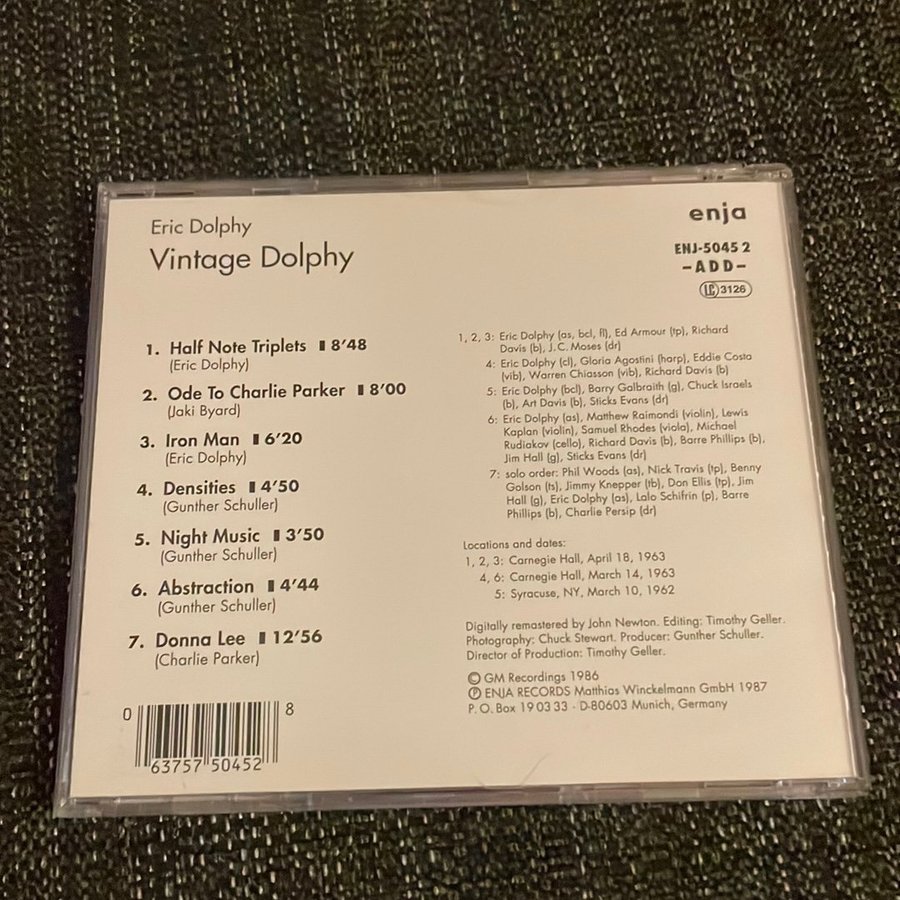 Eric Dolphy
Vintage Dolphy
enja
ENJ-5045 2
-ADD-
LC 3126
1. Half Note Triplets ▮ 8'48
(Eric Dolphy)
2. Ode To Charlie Parker ▮ 8'00
(Jaki Byard)
3. Iron Man ▮ 6'20
(Eric Dolphy)
4. Densities ▮ 4'50
(Gunther Schuller)
5. Night Music ▮ 3'50
(Gunther Schuller)
6. Abstraction ▮ 4'44
(Gunther Schuller)
7. Donna Lee ▮ 12'56
(Charlie Parker)
1, 2, 3: Eric Dolphy (as, bcl, fl), Ed Armour (tp), Richard
Davis (b), J.C. Moses (dr)
4: Eric Dolphy (cl), Gloria Agostini (harp), Eddie Costa
(vib), Warren Chiasson (vib), Richard Davis (b)
5: Eric Dolphy (bcl), Barry Galbraith (g), Chuck Israels
(b), Art Davis (b), Sticks Evans (dr)
6: Eric Dolphy (as), Matthew Raimondi (violin), Lewis
Kaplan (violin), Samuel Rhodes (viola), Michael
Rudiakov (cello), Richard Davis (b), Barre Phillips (b),
Jim Hall (g), Sticks Evans (dr)
7: solo order: Phil Woods (as), Nick Travis (tp), Benny
Golson (ts), Jimmy Knepper (tb), Don Ellis (tp), Jim
Hall (g), Eric Dolphy (as), Lalo Schifrin (p), Barre
Phillips (b), Charlie Persip (dr)
Locations and dates:
1, 2, 3: Carnegie Hall, April 18, 1963
4, 6: Carnegie Hall, March 14, 1963
5: Syracuse, NY, March 10, 1962
Digitally remastered by John Newton. Editing: Timothy Geller.
Photography: Chuck Stewart. Producer: Gunther Schuller.
Director of Production: Timothy Geller.
© GM Recordings 1986
℗ ENJA RECORDS Matthias Winckelmann GmbH 1987
P.O. Box 19 03 33 · D-80603 Munich, Germany
0 63757 50452 8